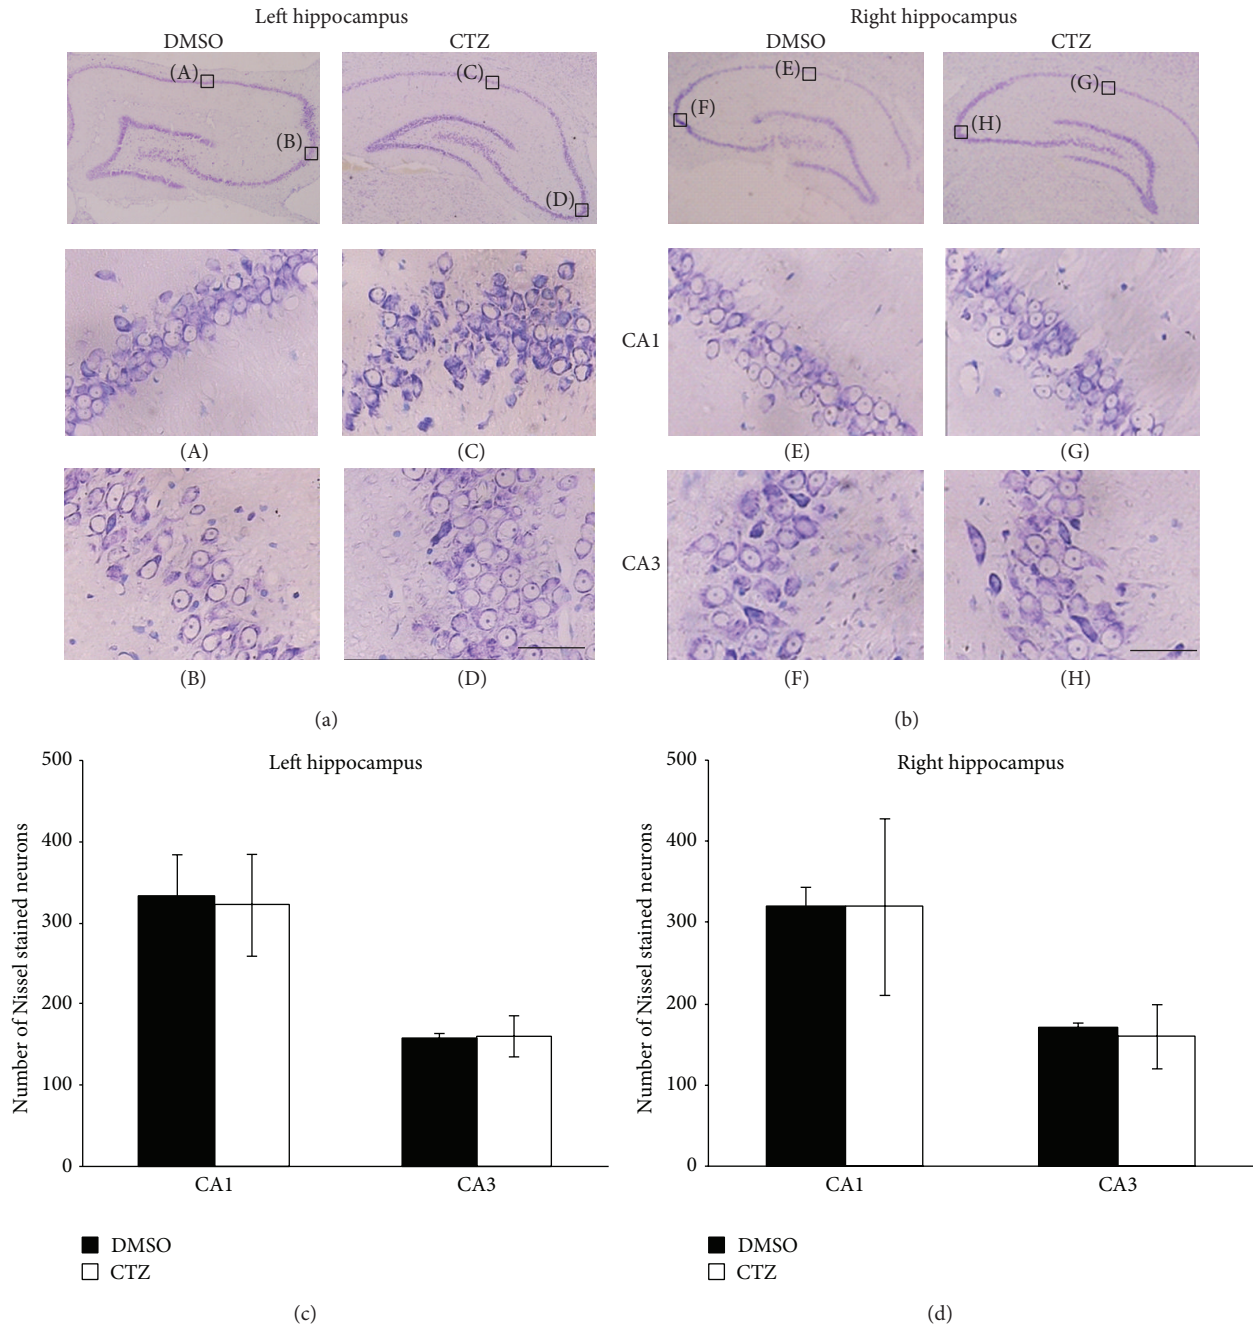 Left hippocampus
Right hippocampus
DMSO
CTZ
DMSO
CTZ
(A)
(B)
(C)
(D)
(E)
(F)
(G)
(H)
CA1
(A)
(C)
(E)
(G)
CA3
(B)
(D)
(F)
(H)
(a)
(b)
Left hippocampus
Number of Nissel stained neurons
500
400
300
200
100
0
CA1
CA3
DMSO
CTZ
(c)
Right hippocampus
Number of Nissel stained neurons
500
400
300
200
100
0
CA1
CA3
DMSO
CTZ
(d)